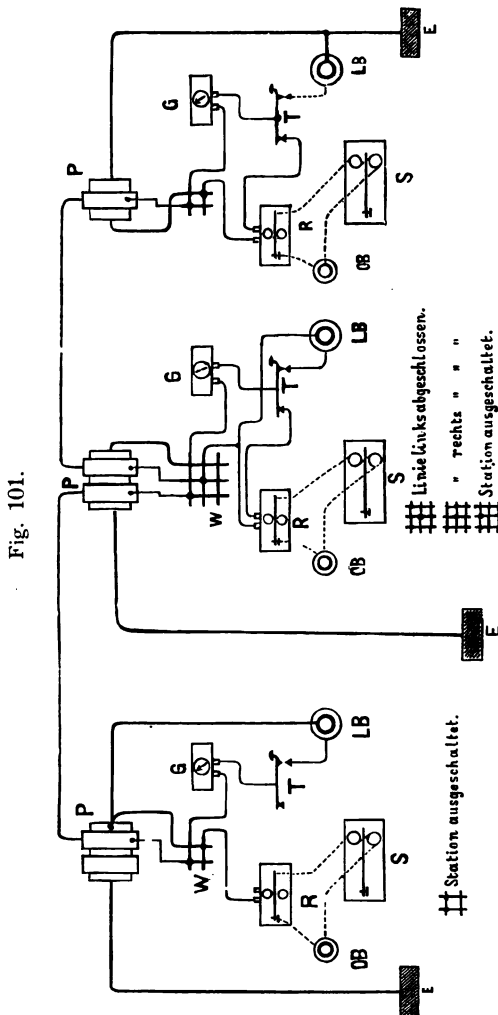 Fig. 101.
P
G
W
T
LB
R
OB
S
E
Station ausgeschaltet.
P
G
W
T
LB
R
OB
S
E
Linie links abgeschlossen.
" rechts " " "
Station ausgeschaltet.
P
G
T
LB
R
OB
S
E